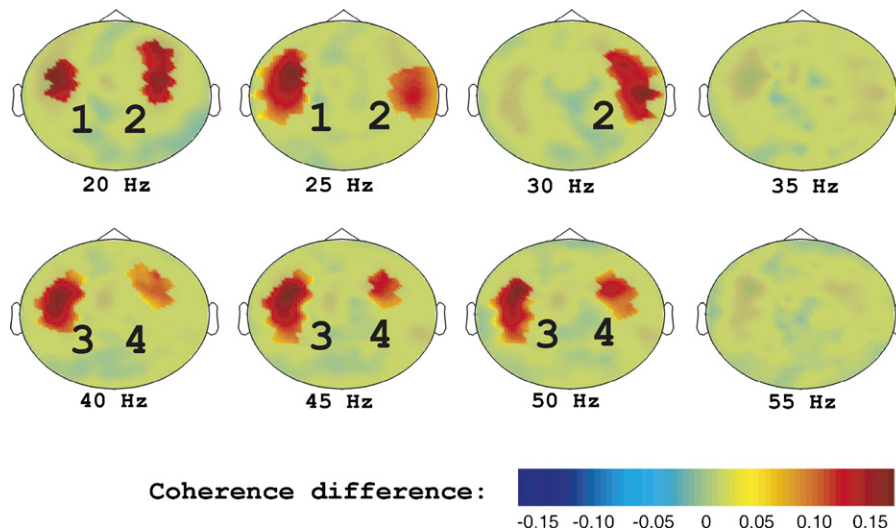 1 2 1 2 2
20 Hz 25 Hz 30 Hz 35 Hz
3 4 3 4 3 4
40 Hz 45 Hz 50 Hz 55 Hz
Coherence difference:
-0.15 -0.10 -0.05 0 0.05 0.10 0.15